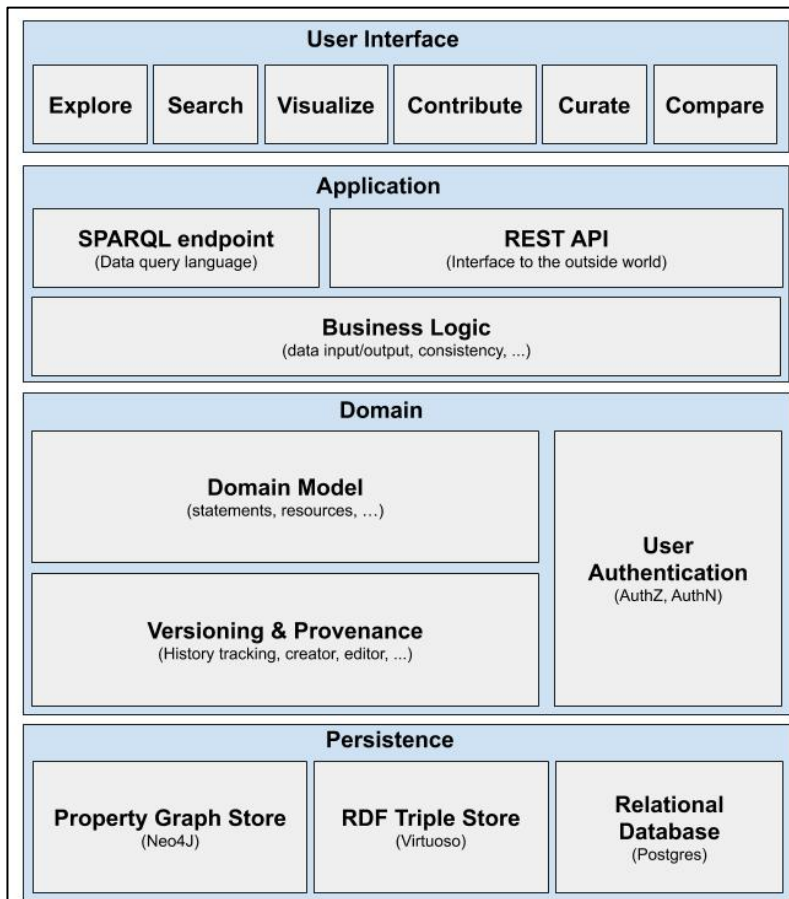 User Interface
Explore
Search
Visualize
Contribute
Curate
Compare
Application
SPARQL endpoint
(Data query language)
REST API
(Interface to the outside world)
Business Logic
(data input/output, consistency, ...)
Domain
Domain Model
(statements, resources, …)
Versioning & Provenance
(History tracking, creator, editor, ...)
User
Authentication
(AuthZ, AuthN)
Persistence
Property Graph Store
(Neo4J)
RDF Triple Store
(Virtuoso)
Relational
Database
(Postgres)